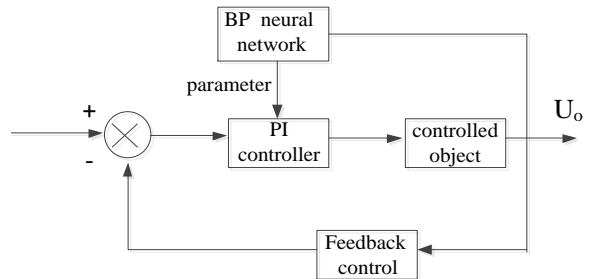 BP neural
network
parameter
+
-
PI
controller
controlled
object
Uo
Feedback
control